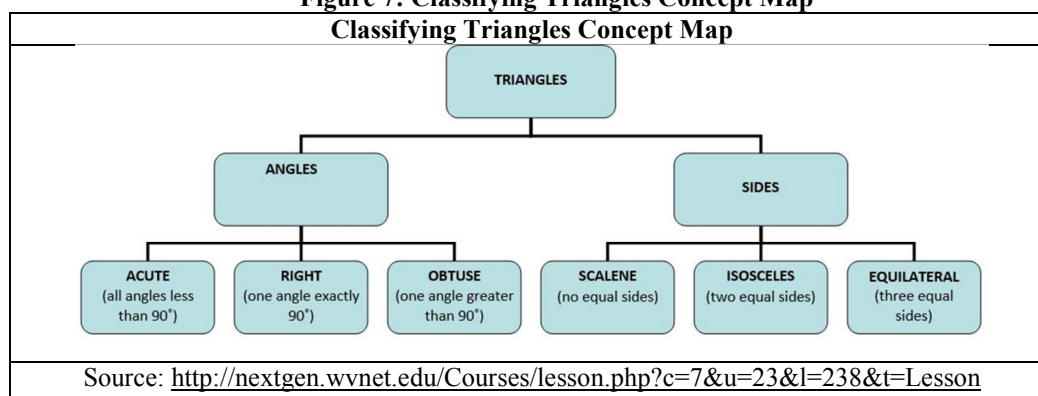 Figure 7: Classifying Triangles Concept Map
Classifying Triangles Concept Map
TRIANGLES
ANGLES
SIDES
ACUTE
(all angles less
than 90˚)
RIGHT
(one angle exactly
90˚)
OBTUSE
(one angle greater
than 90˚)
SCALENE
(no equal sides)
ISOSCELES
(two equal sides)
EQUILATERAL
(three equal
sides)
Source: http://nextgen.wvnet.edu/Courses/lesson.php?c=7&u=23&l=238&t=Lesson